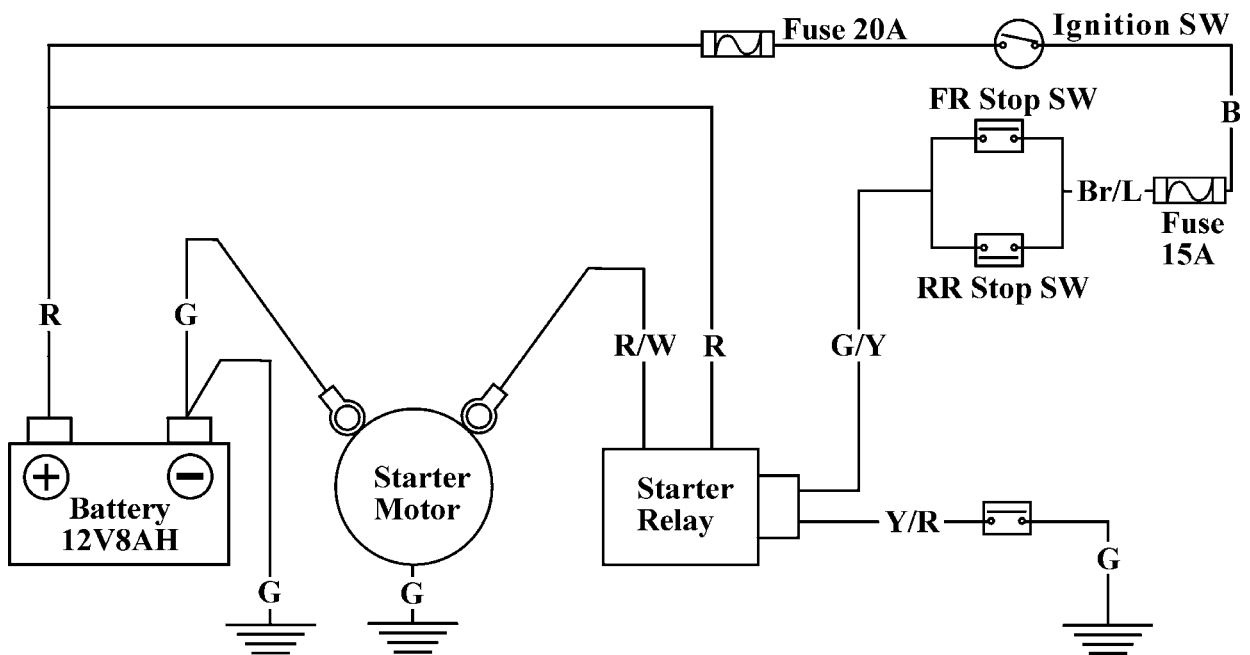 Fuse 20A
Ignition SW
FR Stop SW
B
Br/L
Fuse
15A
RR Stop SW
R
G
R/W
R
G/Y
+
−
Battery
12V8AH
Starter
Motor
Starter
Relay
Y/R
G
G
G